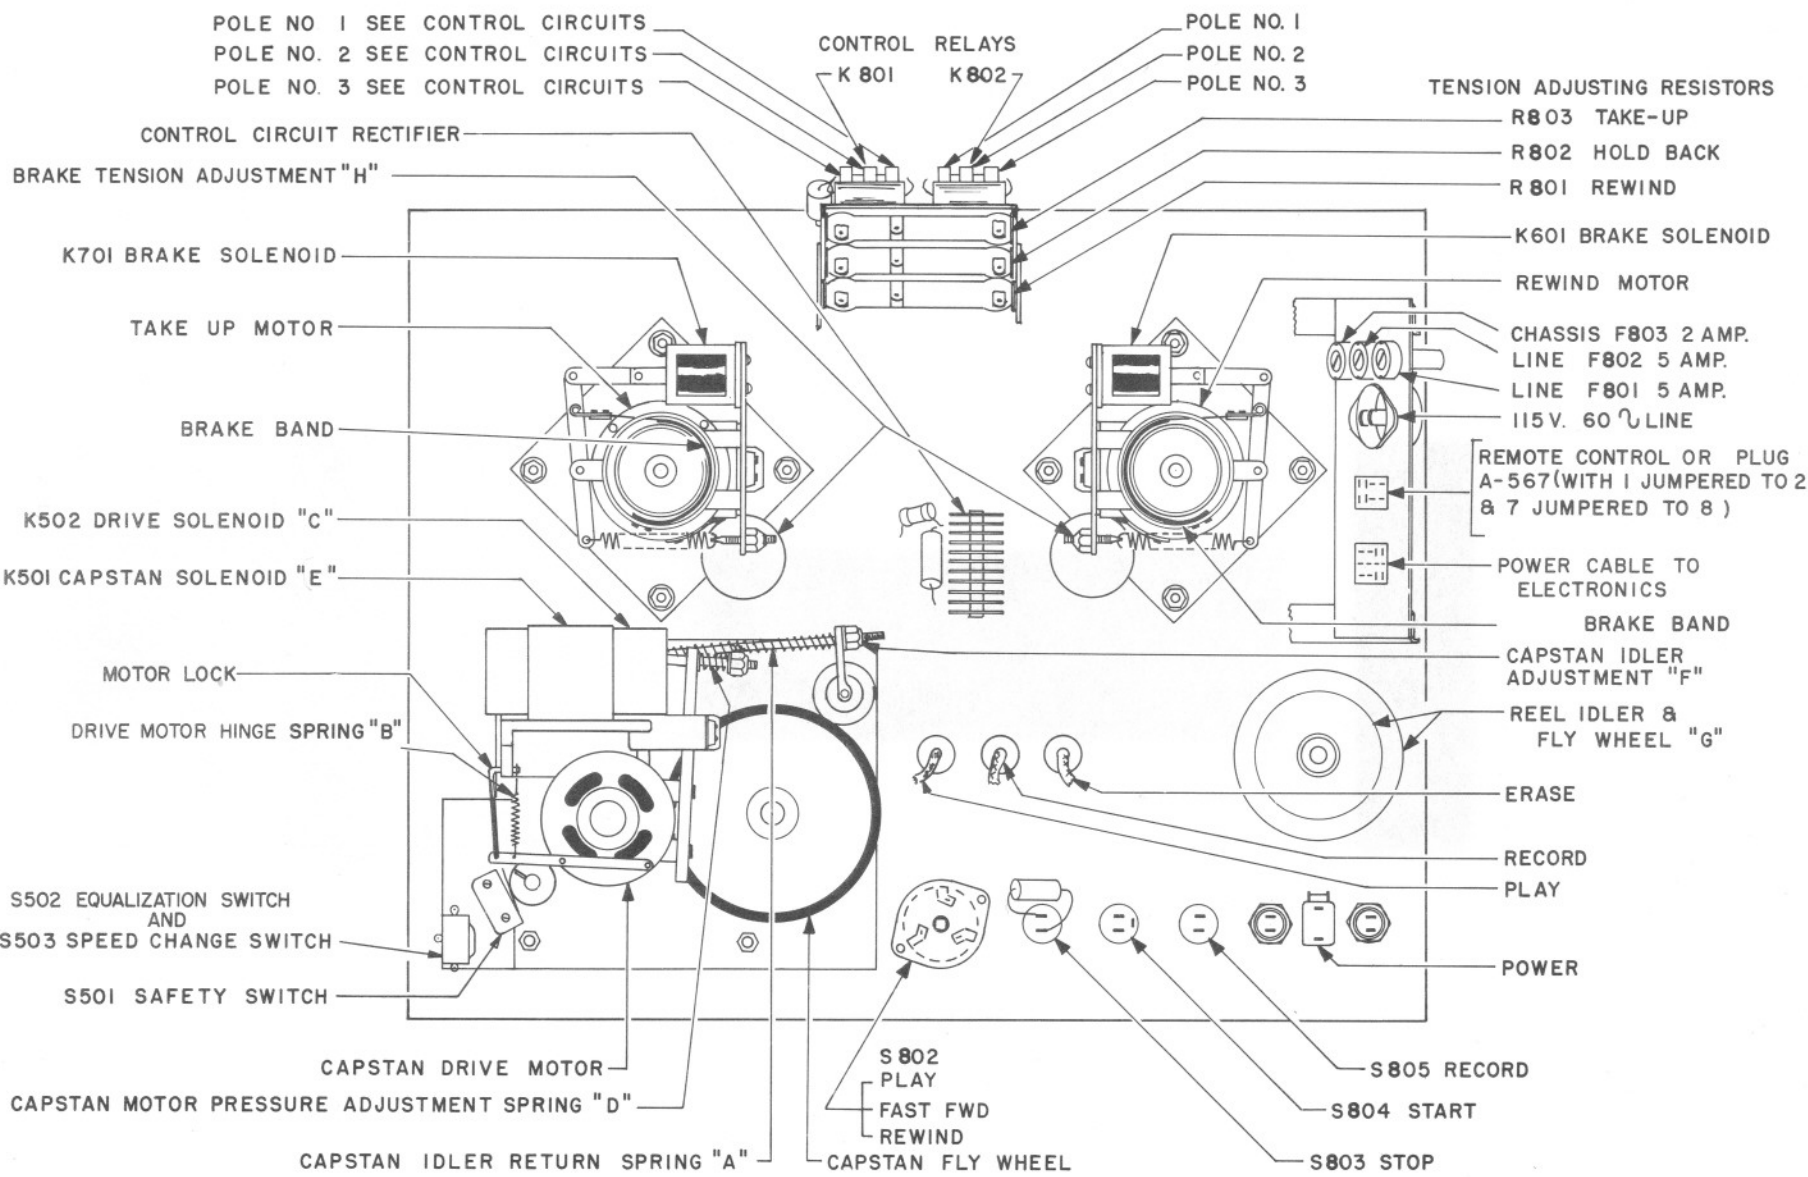 POLE NO 1 SEE CONTROL CIRCUITS
POLE NO. 2 SEE CONTROL CIRCUITS
POLE NO. 3 SEE CONTROL CIRCUITS
CONTROL RELAYS
K801 K802
POLE NO. 1
POLE NO. 2
POLE NO. 3
TENSION ADJUSTING RESISTORS
R803 TAKE-UP
R802 HOLD BACK
R801 REWIND
CONTROL CIRCUIT RECTIFIER
BRAKE TENSION ADJUSTMENT "H"
K701 BRAKE SOLENOID
TAKE UP MOTOR
BRAKE BAND
K502 DRIVE SOLENOID "C"
K501 CAPSTAN SOLENOID "E"
MOTOR LOCK
DRIVE MOTOR HINGE SPRING "B"
S502 EQUALIZATION SWITCH
AND
S503 SPEED CHANGE SWITCH
S501 SAFETY SWITCH
CAPSTAN DRIVE MOTOR
CAPSTAN MOTOR PRESSURE ADJUSTMENT SPRING "D"
CAPSTAN IDLER RETURN SPRING "A"
K601 BRAKE SOLENOID
REWIND MOTOR
CHASSIS F803 2 AMP.
LINE F802 5 AMP.
LINE F801 5 AMP.
115V. 60 ∿ LINE
REMOTE CONTROL OR PLUG
A-567 (WITH 1 JUMPERED TO 2
& 7 JUMPERED TO 8 )
POWER CABLE TO
ELECTRONICS
BRAKE BAND
CAPSTAN IDLER
ADJUSTMENT "F"
REEL IDLER &
FLY WHEEL "G"
ERASE
RECORD
PLAY
POWER
S802
PLAY
FAST FWD
REWIND
CAPSTAN FLY WHEEL
S805 RECORD
S804 START
S803 STOP